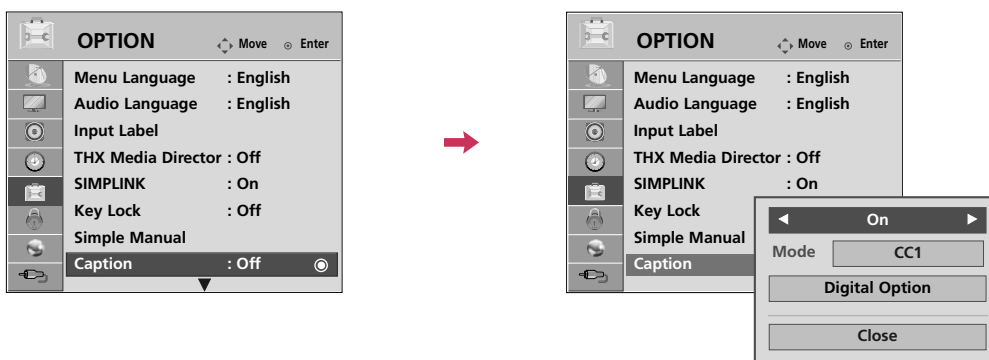 OPTION Move Enter
Menu Language : English
Audio Language : English
Input Label
THX Media Director : Off
SIMPLINK : On
Key Lock : Off
Simple Manual
Caption : Off
OPTION Move Enter
Menu Language : English
Audio Language : English
Input Label
THX Media Director : Off
SIMPLINK : On
Key Lock
Simple Manual
Caption
On
Mode CC1
Digital Option
Close